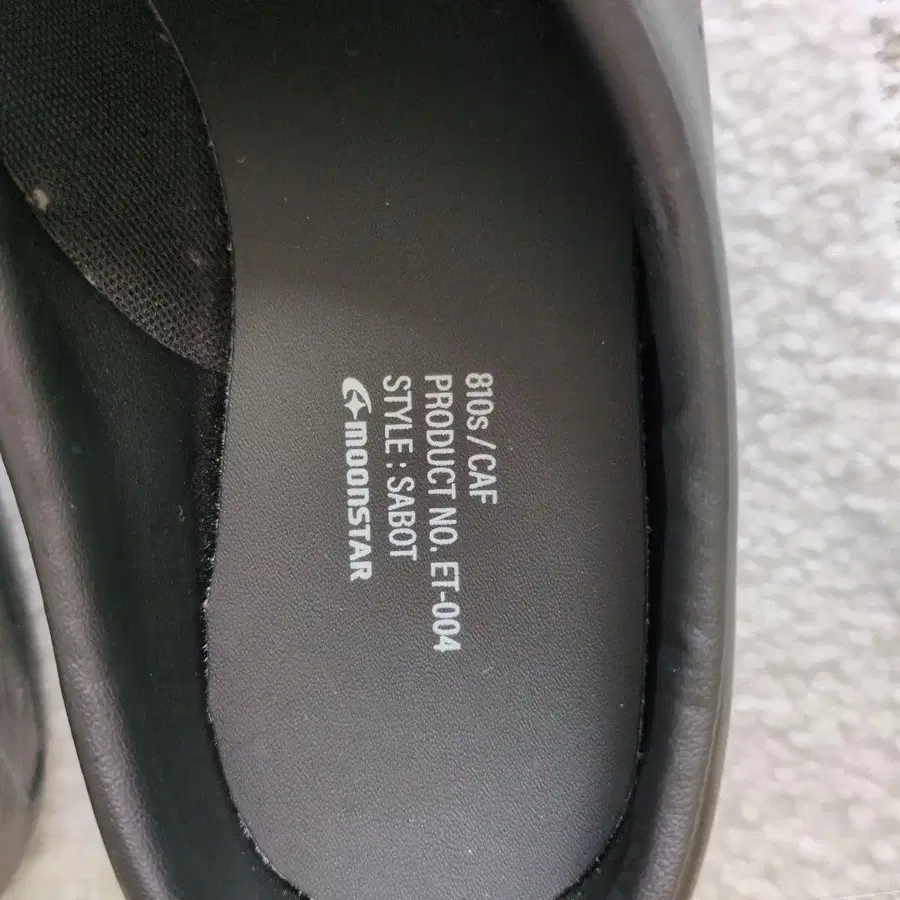 810s/CAF
PRODUCT NO. ET-004
STYLE : SABOT
MOONSTAR